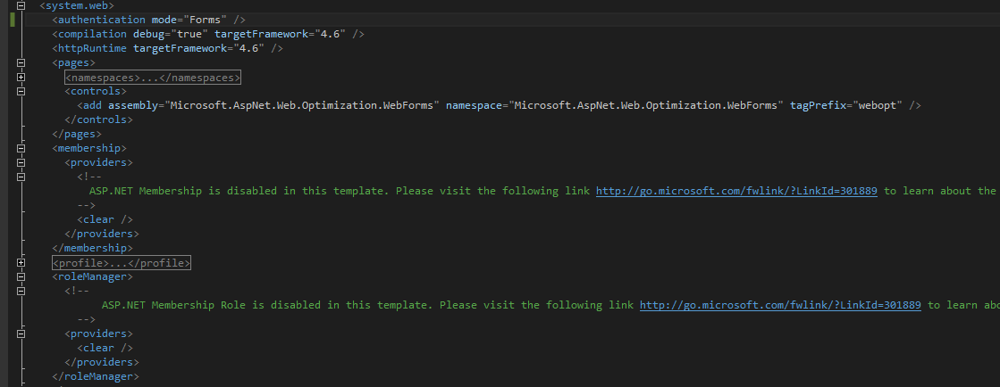 <system.web>
<authentication mode="Forms" />
<compilation debug="true" targetFramework="4.6" />
<httpRuntime targetFramework="4.6" />
<pages>
<namespaces>...</namespaces>
<controls>
<add assembly="Microsoft.AspNet.Web.Optimization.WebForms" namespace="Microsoft.AspNet.Web.Optimization.WebForms" tagPrefix="webopt" />
</controls>
</pages>
<membership>
<providers>
<!--
ASP.NET Membership is disabled in this template. Please visit the following link http://go.microsoft.com/fwlink/?LinkId=301889 to learn about the
-->
<clear />
</providers>
</membership>
<profile>...</profile>
<roleManager>
<!--
ASP.NET Membership Role is disabled in this template. Please visit the following link http://go.microsoft.com/fwlink/?LinkId=301889 to learn
-->
<providers>
<clear />
</providers>
</roleManager>